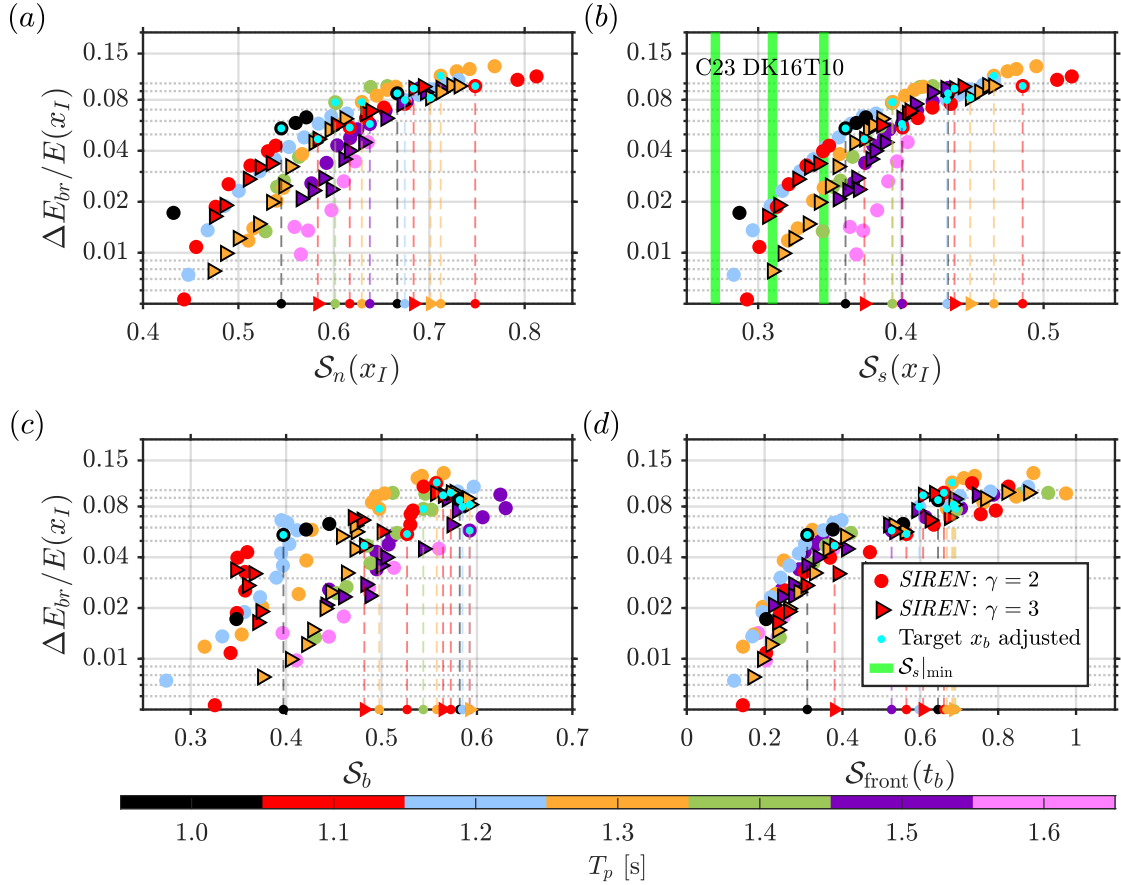 (a)
(b)
ΔE_br/E(x_I)
0.15
0.08
0.04
0.02
0.01
0.4
0.5
0.6
0.7
0.8
S_n(x_I)
0.15
0.08
0.04
0.02
0.01
C23 DK16T10
0.3
0.4
0.5
S_s(x_I)
(c)
(d)
ΔE_br/E(x_I)
0.15
0.08
0.04
0.02
0.01
0.3
0.4
0.5
0.6
0.7
S_b
0.15
0.08
0.04
0.02
0.01
SIREN: γ = 2
SIREN: γ = 3
Target x_b adjusted
S_s|min
0
0.2
0.4
0.6
0.8
1
S_front(t_b)
1.0
1.1
1.2
1.3
1.4
1.5
1.6
T_p [s]